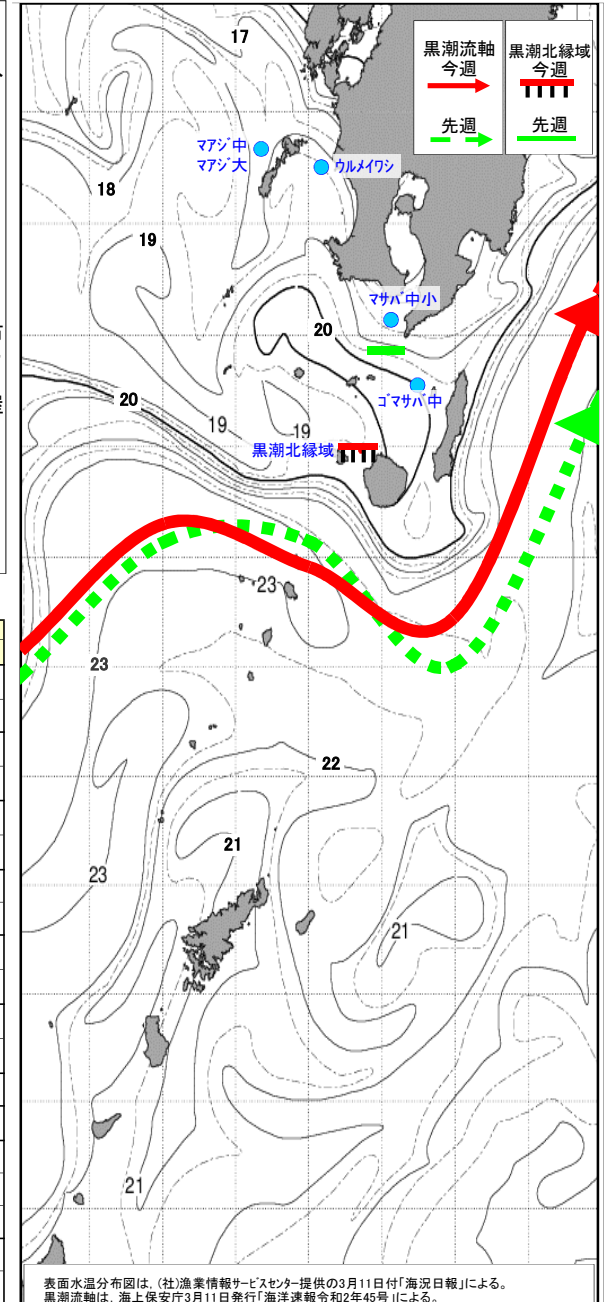 黒潮流軸
今週
先週
黒潮北縁域
今週
先週
17
マアジ中
マアジ大
ウルメイワシ
18
19
マサバ中小
20
20
ゴマサバ中
19
19
黒潮北縁域
23
23
22
21
23
21
21
表面水温分布図は,(社)漁業情報サービスセンター提供の3月11日付「海況日報」による。
黒潮流軸は,海上保安庁3月11日発行「海洋速報令和2年45号」による。